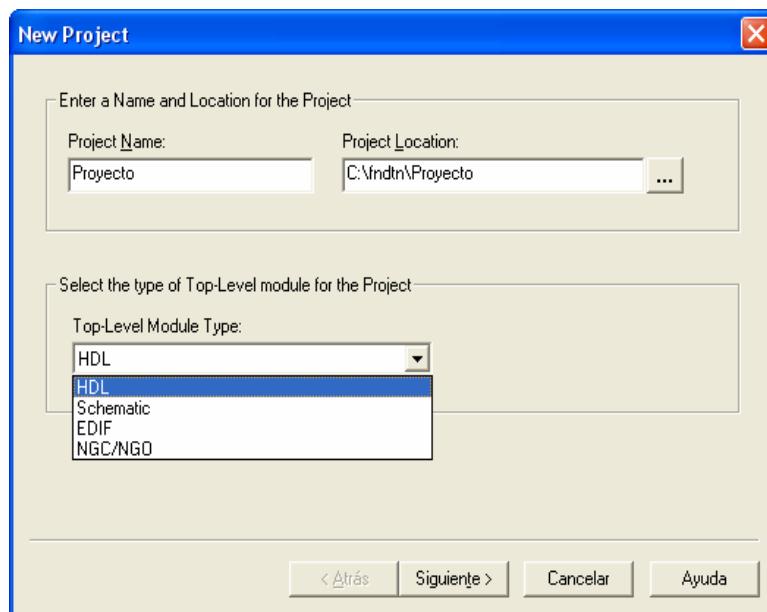 New Project
Enter a Name and Location for the Project
Project Name: Project Location:
Proyecto C:\fndtn\Proyecto ...
Select the type of Top-Level module for the Project
Top-Level Module Type:
HDL
HDL
Schematic
EDIF
NGC/NGO
< Atrás Siguiente > Cancelar Ayuda